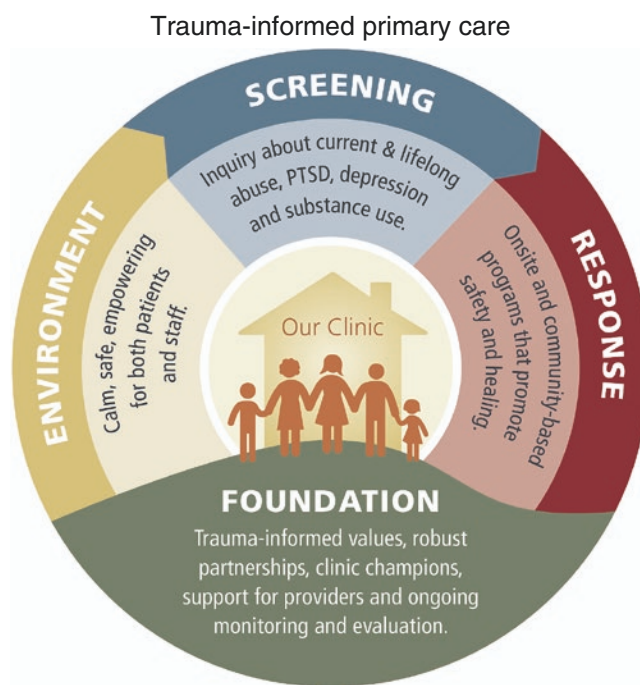 Trauma-informed primary care
SCREENING
Inquiry about current & lifelong
abuse, PTSD, depression
and substance use.
ENVIRONMENT
Calm, safe, empowering
for both patients
and staff.
RESPONSE
Onsite and community-based
programs that promote
safety and healing.
Our Clinic
FOUNDATION
Trauma-informed values, robust
partnerships, clinic champions,
support for providers and ongoing
monitoring and evaluation.